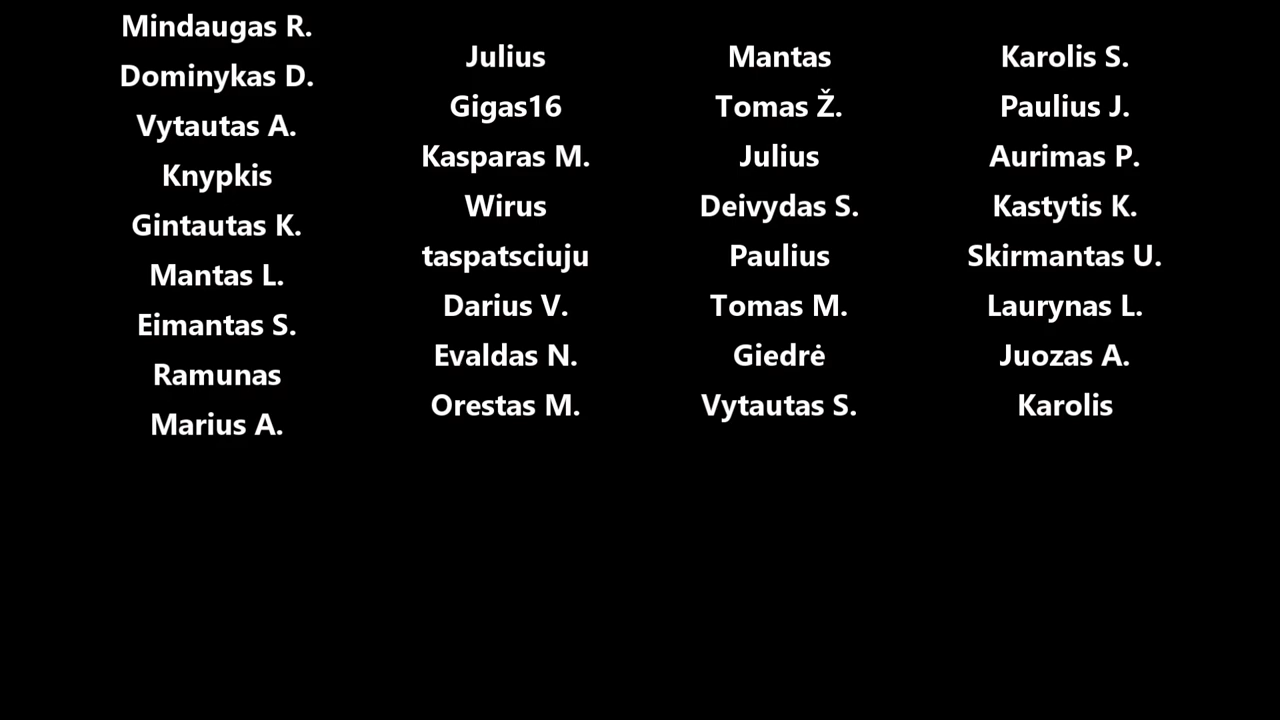 Mindaugas R.
Dominykas D.
Vytautas A.
Knypkis
Gintautas K.
Mantas L.
Eimantas S.
Ramunas
Marius A.
Julius
Gigas16
Kasparas M.
Wirus
taspatsciuju
Darius V.
Evaldas N.
Orestas M.
Mantas
Tomas Ž.
Julius
Deivydas S.
Paulius
Tomas M.
Giedrė
Vytautas S.
Karolis S.
Paulius J.
Aurimas P.
Kastytis K.
Skirmantas U.
Laurynas L.
Juozas A.
Karolis